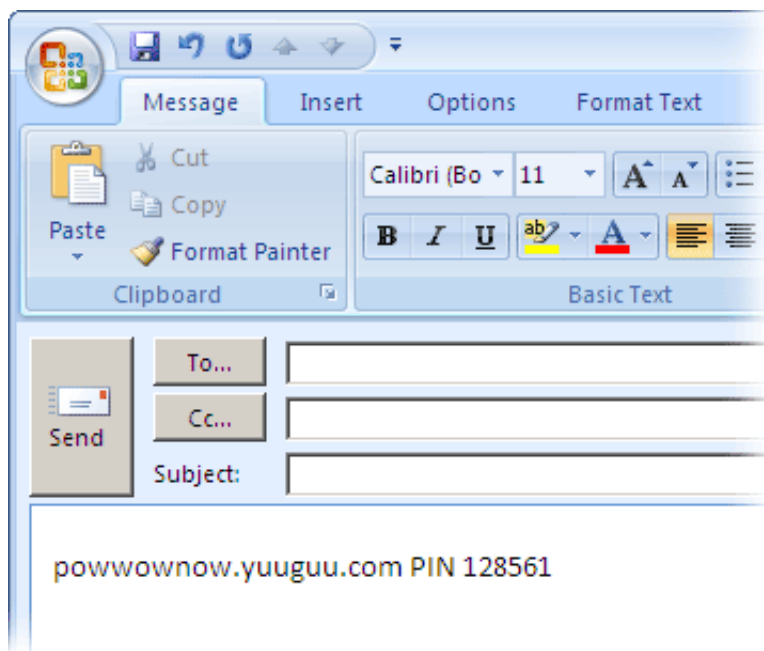 Message Insert Options Format Text
Cut
Calibri (Bo 11 A A
Copy
Paste
B I U ab A
Format Painter
Clipboard Basic Text
To...
Cc...
Send
Subject:
powwownow.yuuguu.com PIN 128561